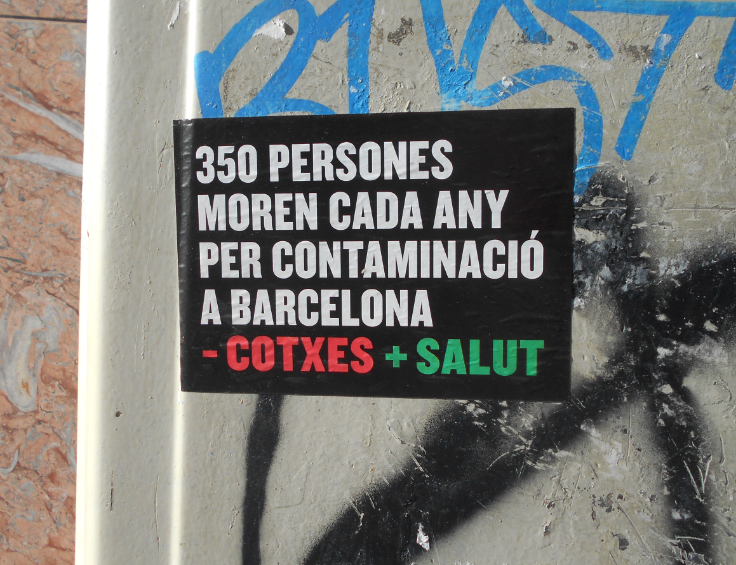 350 PERSONES
MOREN CADA ANY
PER CONTAMINACIÓ
A BARCELONA
- COTXES + SALUT